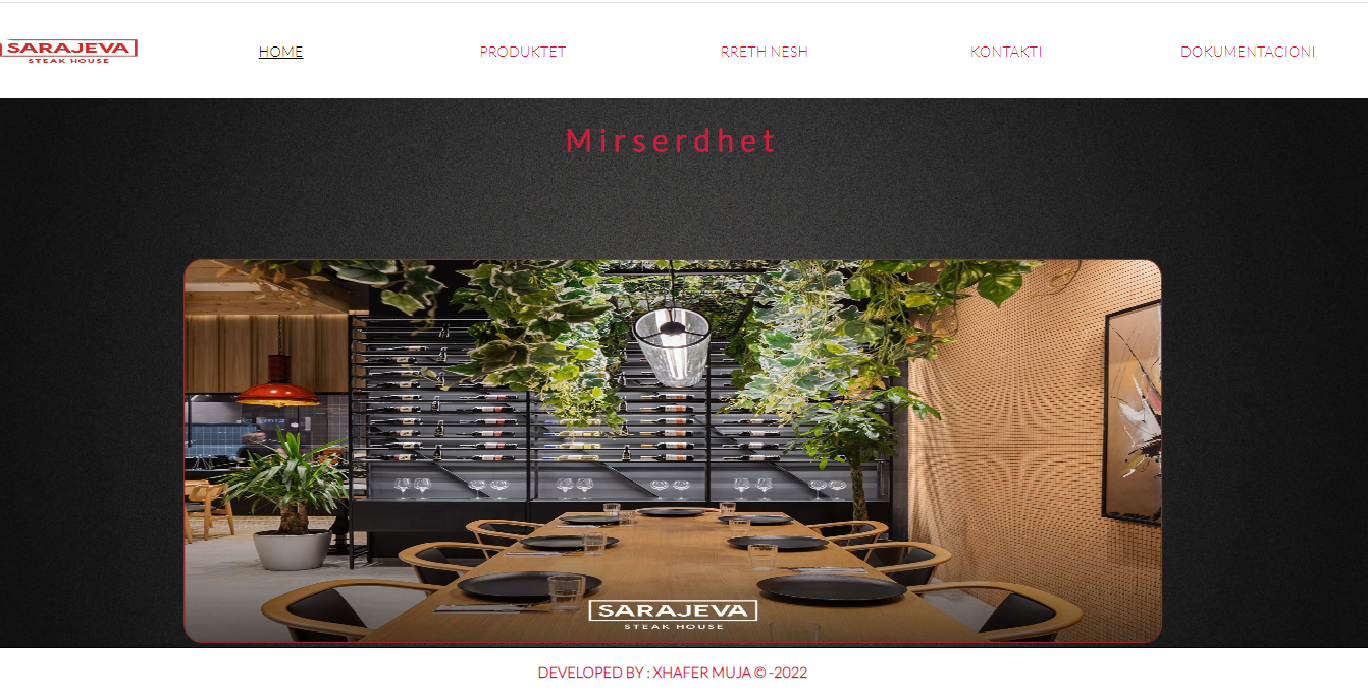 SARAJEVA
STEAK HOUSE
HOME
PRODUKTET
RRETH NESH
KONTAKTI
DOKUMENTACIONI
Mirserdhet
SARAJEVA
STEAK HOUSE
DEVELOPED BY : XHAFER MUJA © -2022